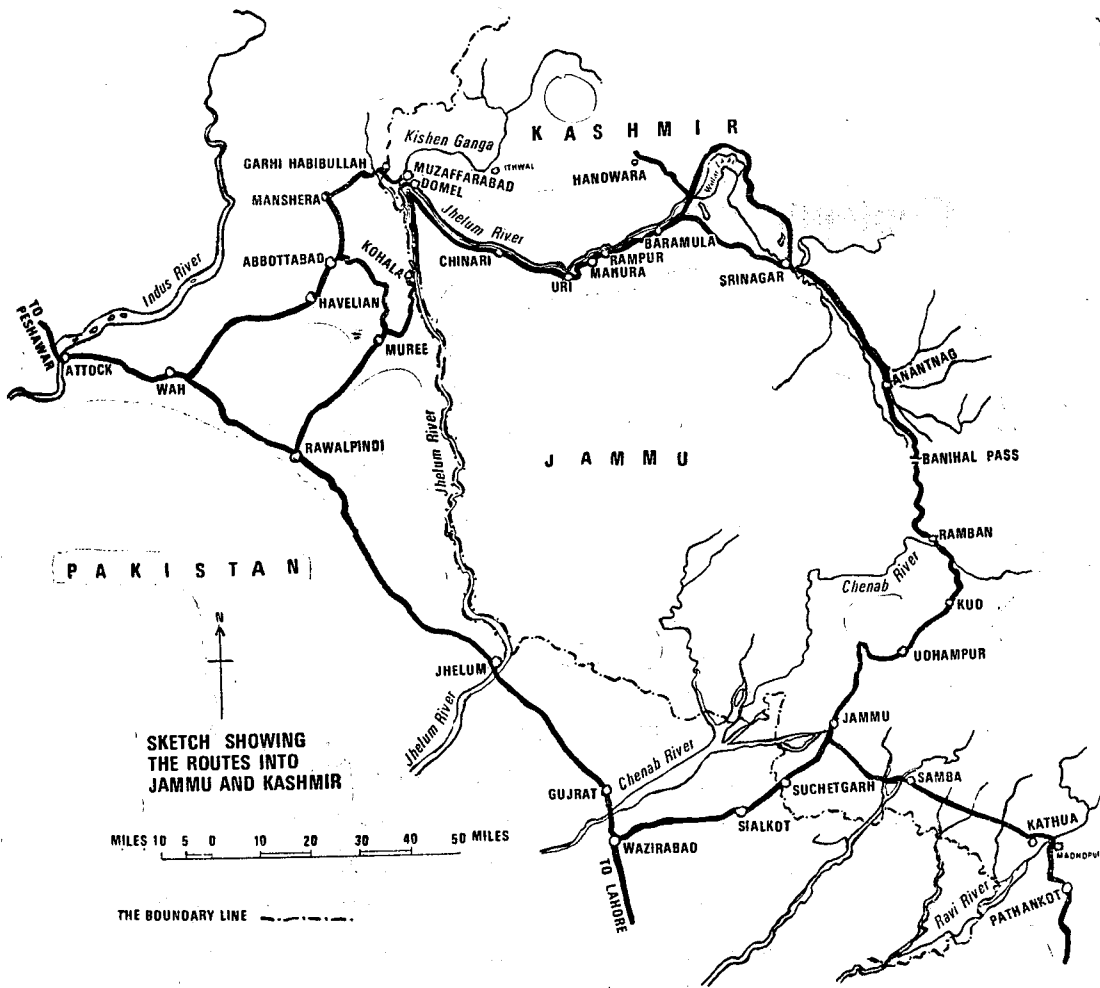 KASHMIR
Kishen Ganga
ITHWAL
GARHI HABIBULLAH
MUZAFFARABAD
DOMEL
HANDWARA
MANSHERA
Jhelum River
Wular
BARAMULA
KOHALA
CHINARI
RAMPUR
MAHURA
URI
SRINAGAR
ABBOTTABAD
Indus River
HAVELIAN
TO
PESHAWAR
ATTOCK
WAH
MUREE
ANANTNAG
RAWALPINDI
Jhelum River
JAMMU
BANIHAL PASS
RAMBAN
PAKISTAN
Chenab River
KUD
N
UDHAMPUR
JHELUM
Jhelum River
JAMMU
SKETCH SHOWING
THE ROUTES INTO
JAMMU AND KASHMIR
Chenab River
GUJRAT
SUCHETGARH
SAMBA
SIALKOT
KATHUA
MILES 10 5 0 10 20 30 40 50 MILES
WAZIRABAD
MADHOPUR
TO LAHORE
Ravi River
PATHANKOT
THE BOUNDARY LINE